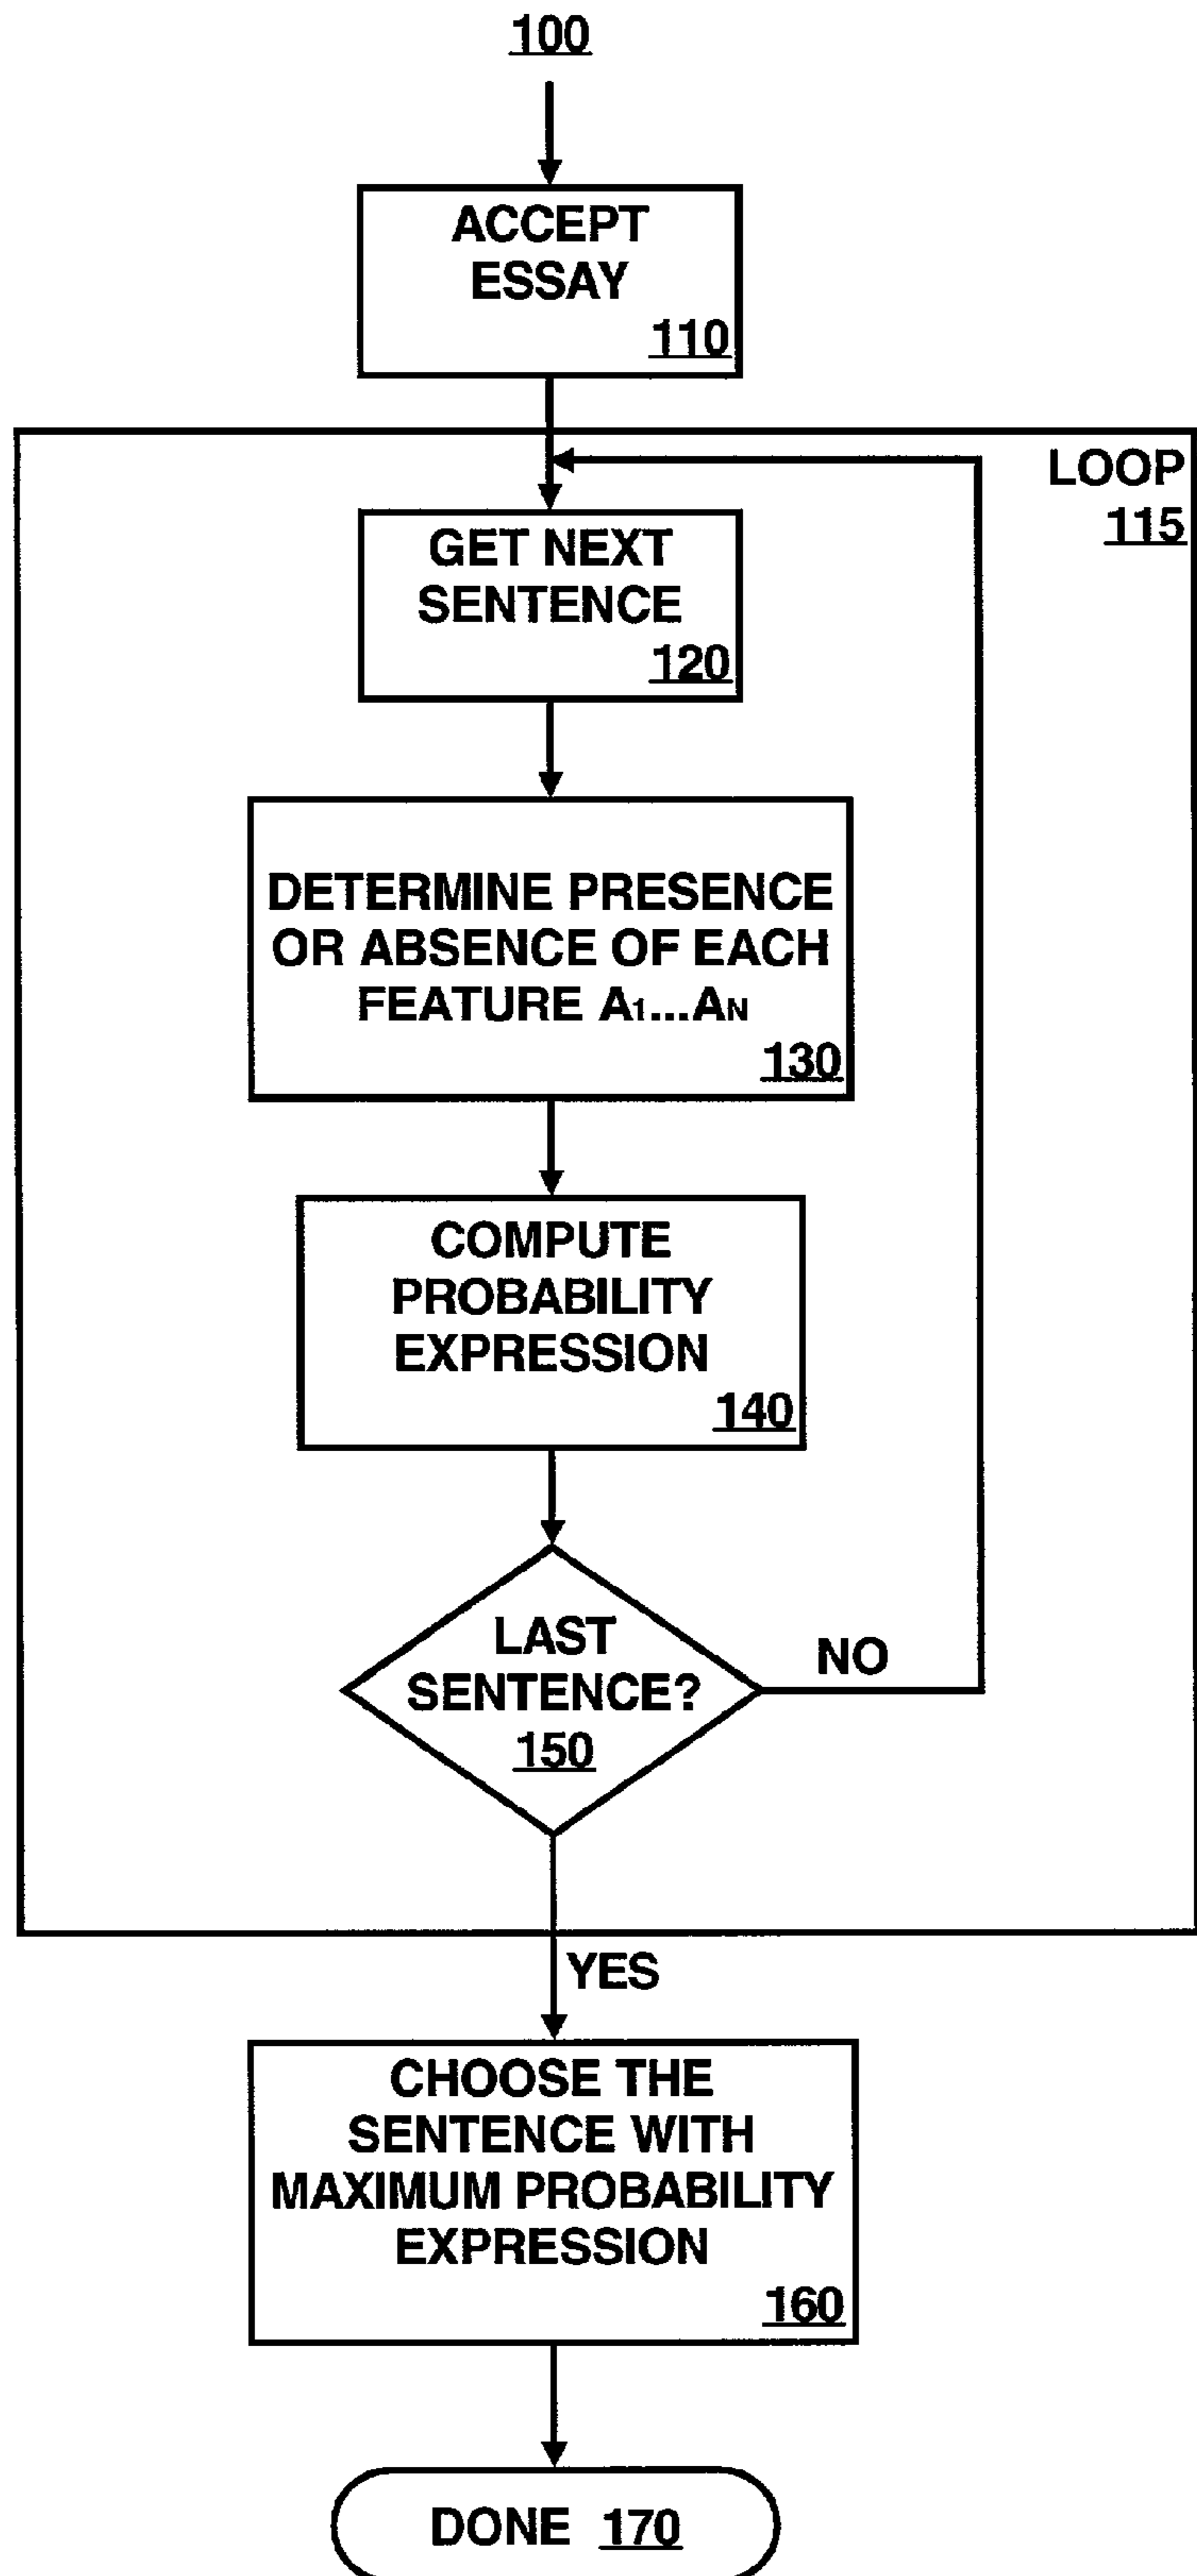 100
ACCEPT
ESSAY
110
LOOP
115
GET NEXT
SENTENCE
120
DETERMINE PRESENCE
OR ABSENCE OF EACH
FEATURE A1...AN
130
COMPUTE
PROBABILITY
EXPRESSION
140
LAST
SENTENCE?
150
NO
YES
CHOOSE THE
SENTENCE WITH
MAXIMUM PROBABILITY
EXPRESSION
160
DONE 170